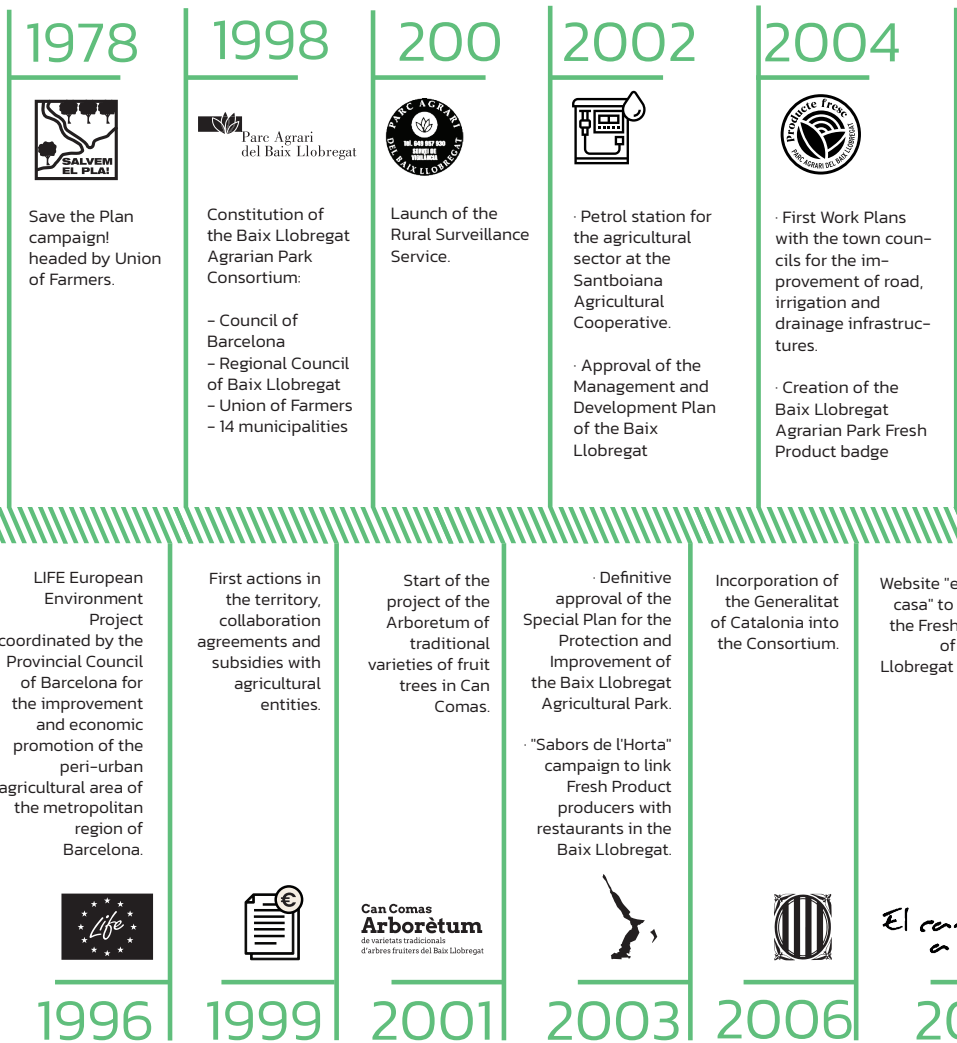 1978
SALVEM
EL PLA!
Save the Plan
campaign!
headed by Union
of Farmers.
1998
Parc Agrari
del Baix Llobregat
Constitution of
the Baix Llobregat
Agrarian Park
Consortium:
- Council of
Barcelona
- Regional Council
of Baix Llobregat
- Union of Farmers
- 14 municipalities
200
PARC AGRARI
Tel. 649 957 930
SERVEI DE
VIGILÀNCIA
DEL BAIX LLOBREGAT
Launch of the
Rural Surveillance
Service.
2002
· Petrol station for
the agricultural
sector at the
Santboiana
Agricultural
Cooperative.
· Approval of the
Management and
Development Plan
of the Baix
Llobregat
2004
Producte fresc
PARC AGRARI DEL BAIX LLOBREGAT
· First Work Plans
with the town coun-
cils for the im-
provement of road,
irrigation and
drainage infrastruc-
tures.
· Creation of the
Baix Llobregat
Agrarian Park Fresh
Product badge
LIFE European
Environment
Project
coordinated by the
Provincial Council
of Barcelona for
the improvement
and economic
promotion of the
peri-urban
agricultural area of
the metropolitan
region of
Barcelona.
Life
1996
First actions in
the territory,
collaboration
agreements and
subsidies with
agricultural
entities.
€
1999
Start of the
project of the
Arboretum of
traditional
varieties of fruit
trees in Can
Comas.
Can Comas
Arborètum
de varietats tradicionals
d'arbres fruiters del Baix Llobregat
2001
· Definitive
approval of the
Special Plan for the
Protection and
Improvement of
the Baix Llobregat
Agricultural Park.
· "Sabors de l'Horta"
campaign to link
Fresh Product
producers with
restaurants in the
Baix Llobregat.
2003
Incorporation of
the Generalitat
of Catalonia into
the Consortium.
2006
Website "e
casa" to
the Fresh
of
Llobregat
El
a
20